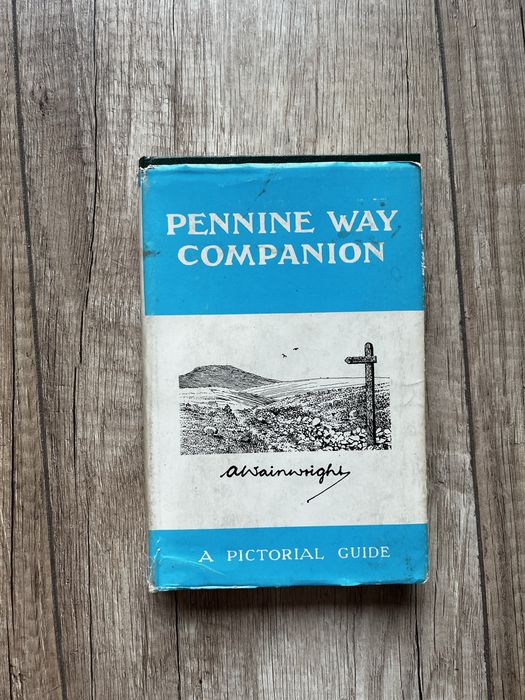 PENNINE WAY
COMPANION
AWainwright
A PICTORIAL GUIDE